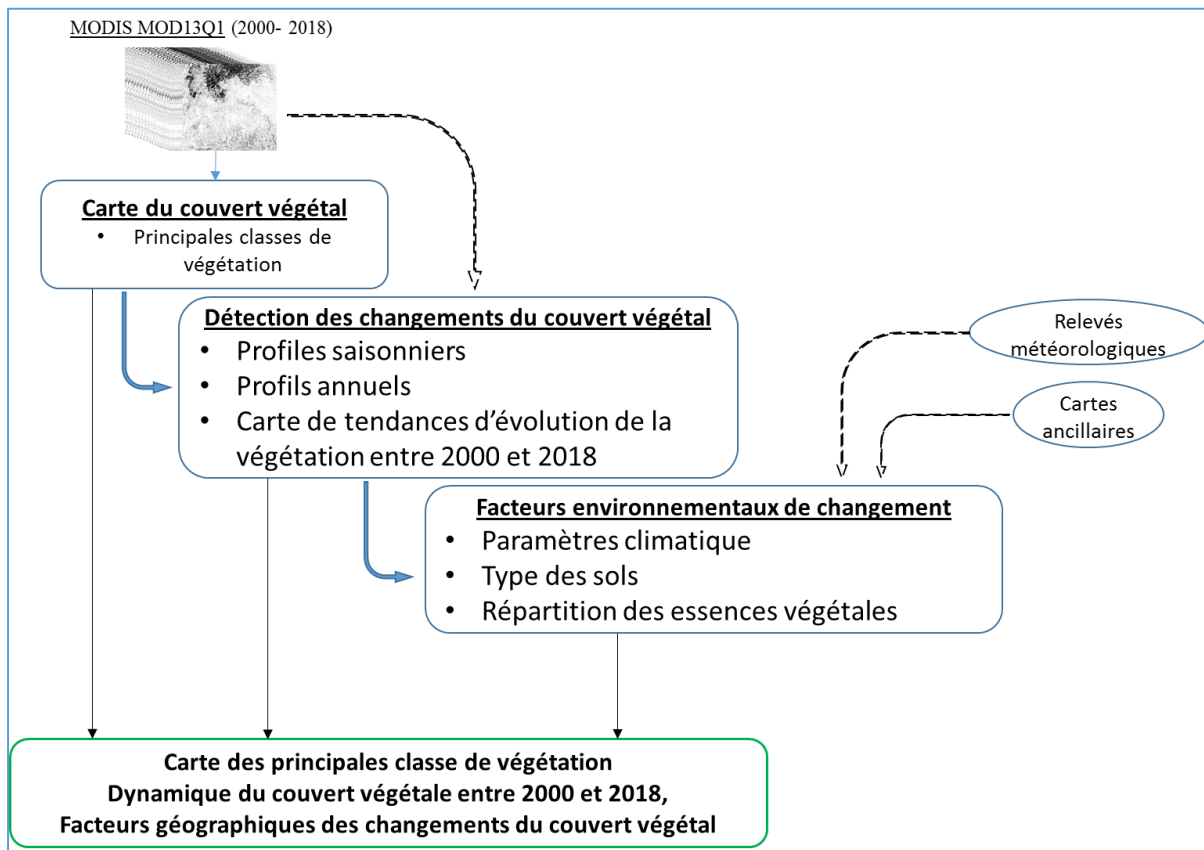 MODIS MOD13Q1 (2000- 2018)
Carte du couvert végétal
• Principales classes de
végétation
Détection des changements du couvert végétal
• Profiles saisonniers
• Profils annuels
• Carte de tendances d’évolution de la
végétation entre 2000 et 2018
Relevés
météorologiques
Cartes
ancillaires
Facteurs environnementaux de changement
• Paramètres climatique
• Type des sols
• Répartition des essences végétales
Carte des principales classe de végétation
Dynamique du couvert végétale entre 2000 et 2018,
Facteurs géographiques des changements du couvert végétal